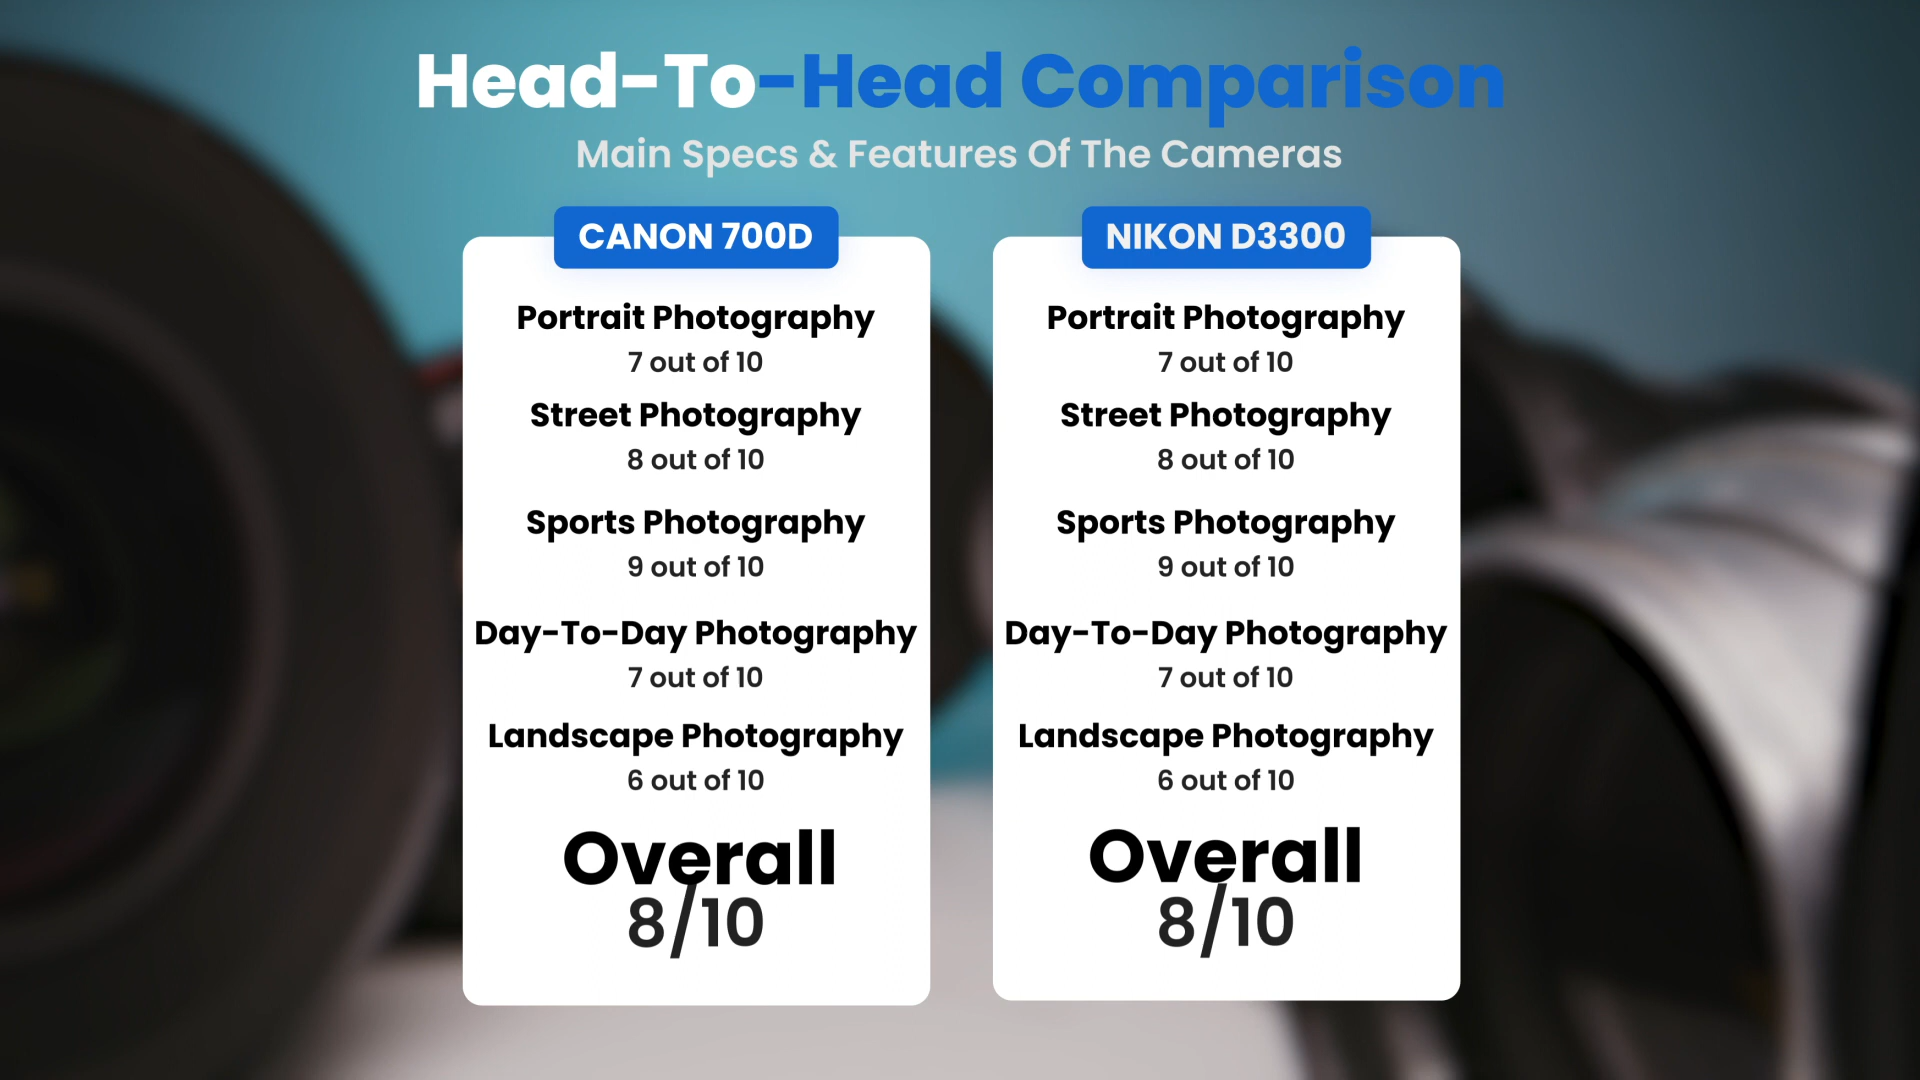 Head-To-Head Comparison
Main Specs & Features Of The Cameras
CANON 700D
Portrait Photography
7 out of 10
Street Photography
8 out of 10
Sports Photography
9 out of 10
Day-To-Day Photography
7 out of 10
Landscape Photography
6 out of 10
Overall
8/10
NIKON D3300
Portrait Photography
7 out of 10
Street Photography
8 out of 10
Sports Photography
9 out of 10
Day-To-Day Photography
7 out of 10
Landscape Photography
6 out of 10
Overall
8/10